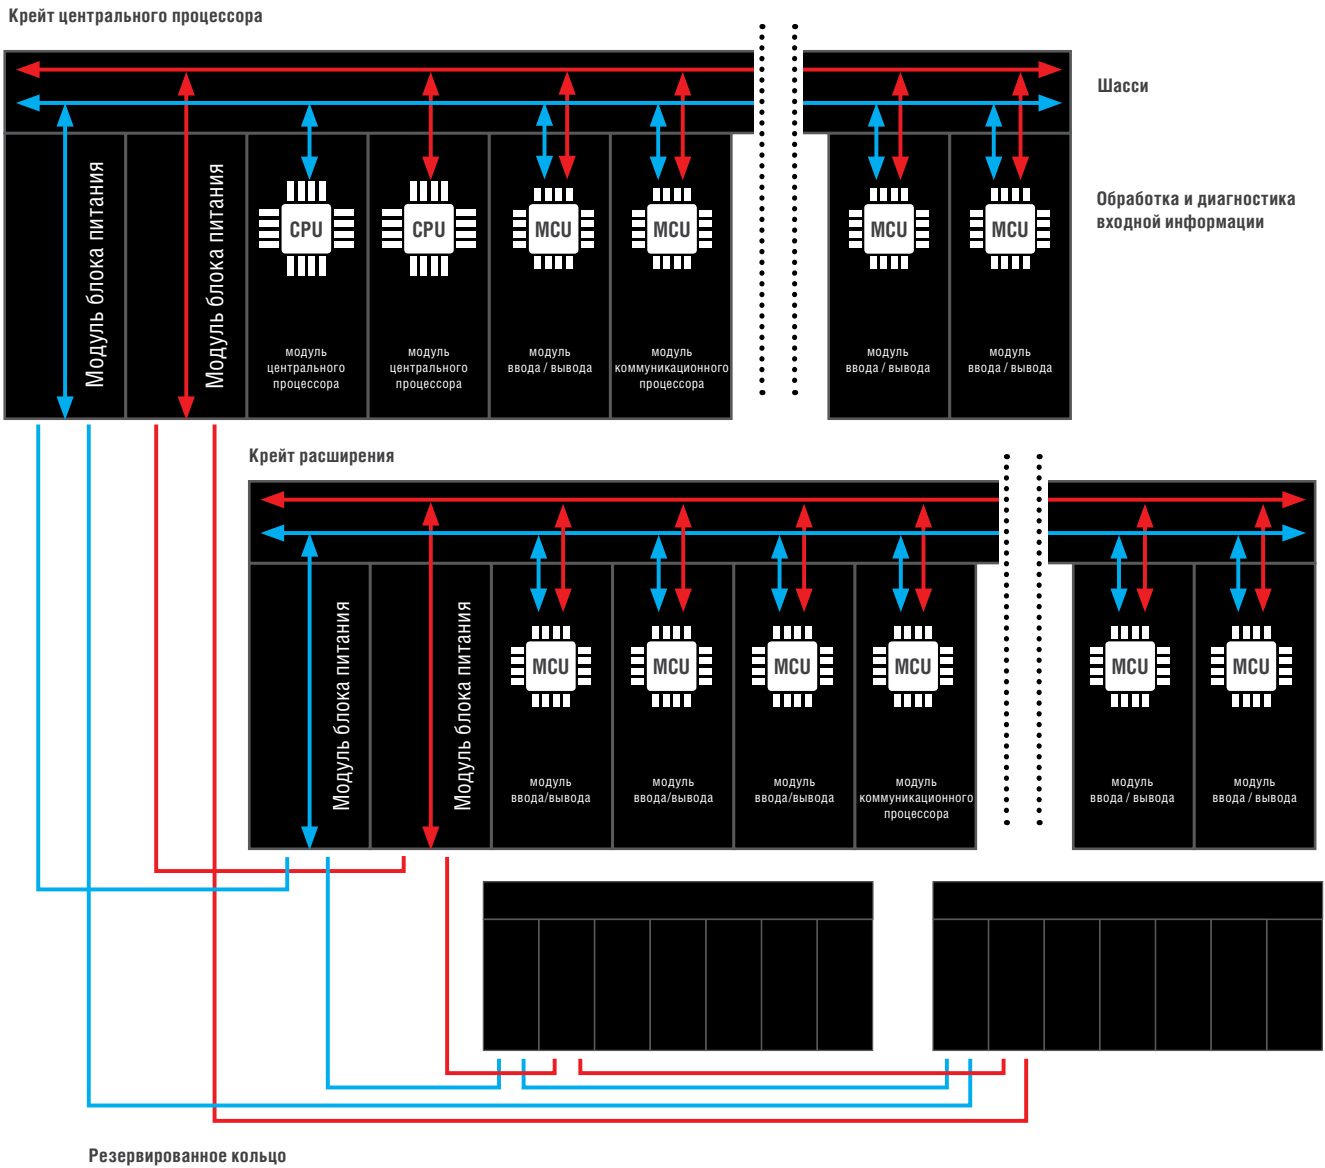 Крейт центрального процессора
Шасси
Обработка и диагностика
входной информации
Модуль блока питания
Модуль блока питания
CPU
CPU
MCU
MCU
MCU
MCU
модуль
центрального
процессора
модуль
центрального
процессора
модуль
ввода / вывода
модуль
коммуникационного
процессора
модуль
ввода / вывода
модуль
ввода / вывода
Крейт расширения
Модуль блока питания
Модуль блока питания
MCU
MCU
MCU
MCU
MCU
MCU
модуль
ввода/вывода
модуль
ввода/вывода
модуль
ввода/вывода
модуль
коммуникационного
процессора
модуль
ввода / вывода
модуль
ввода / вывода
Резервированное кольцо